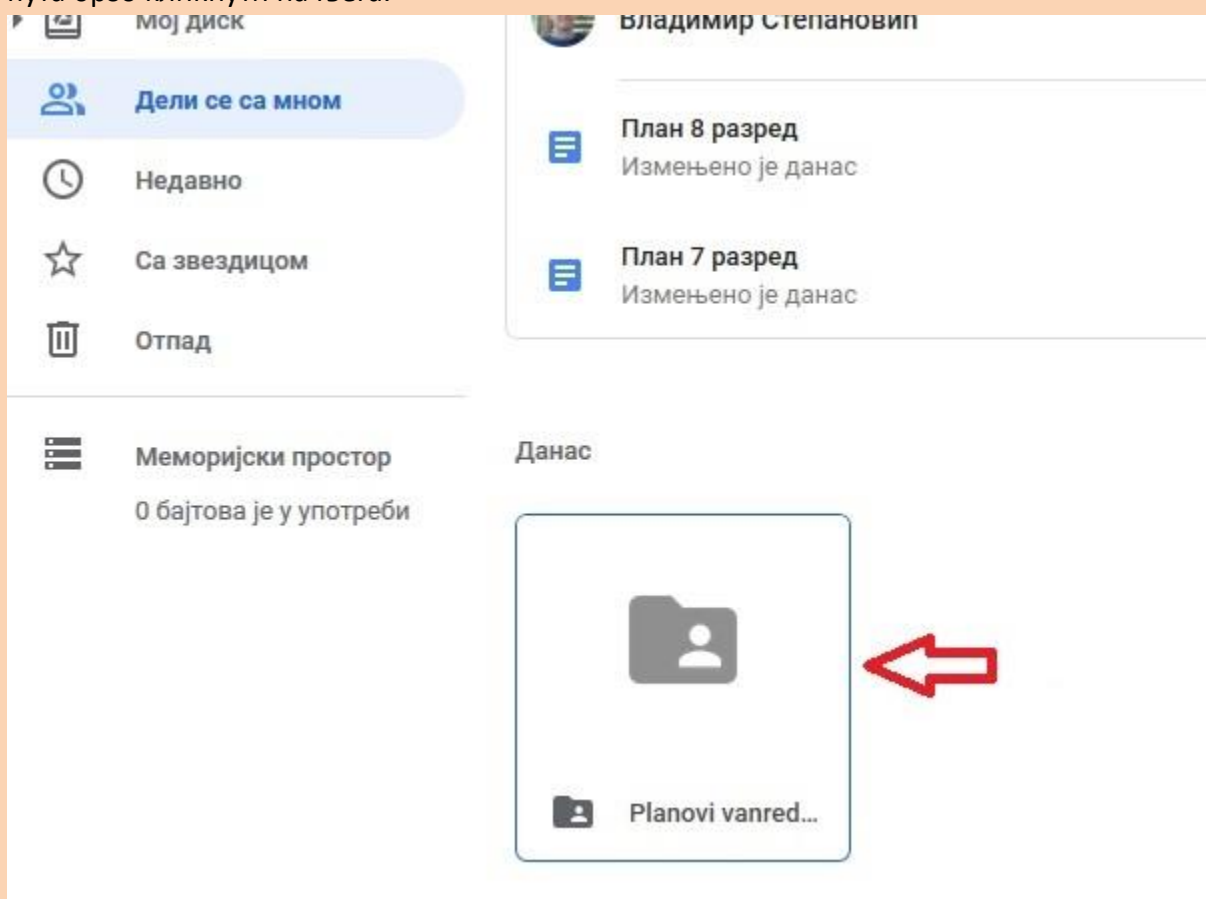 Мој диск
Дели се са мном
Недавно
Са звездицом
Отпад
Меморијски простор
0 бајтова је у употреби
Владимир Степановић
План 8 разред
Измењено је данас
План 7 разред
Измењено је данас
Данас
Planovi vanred...